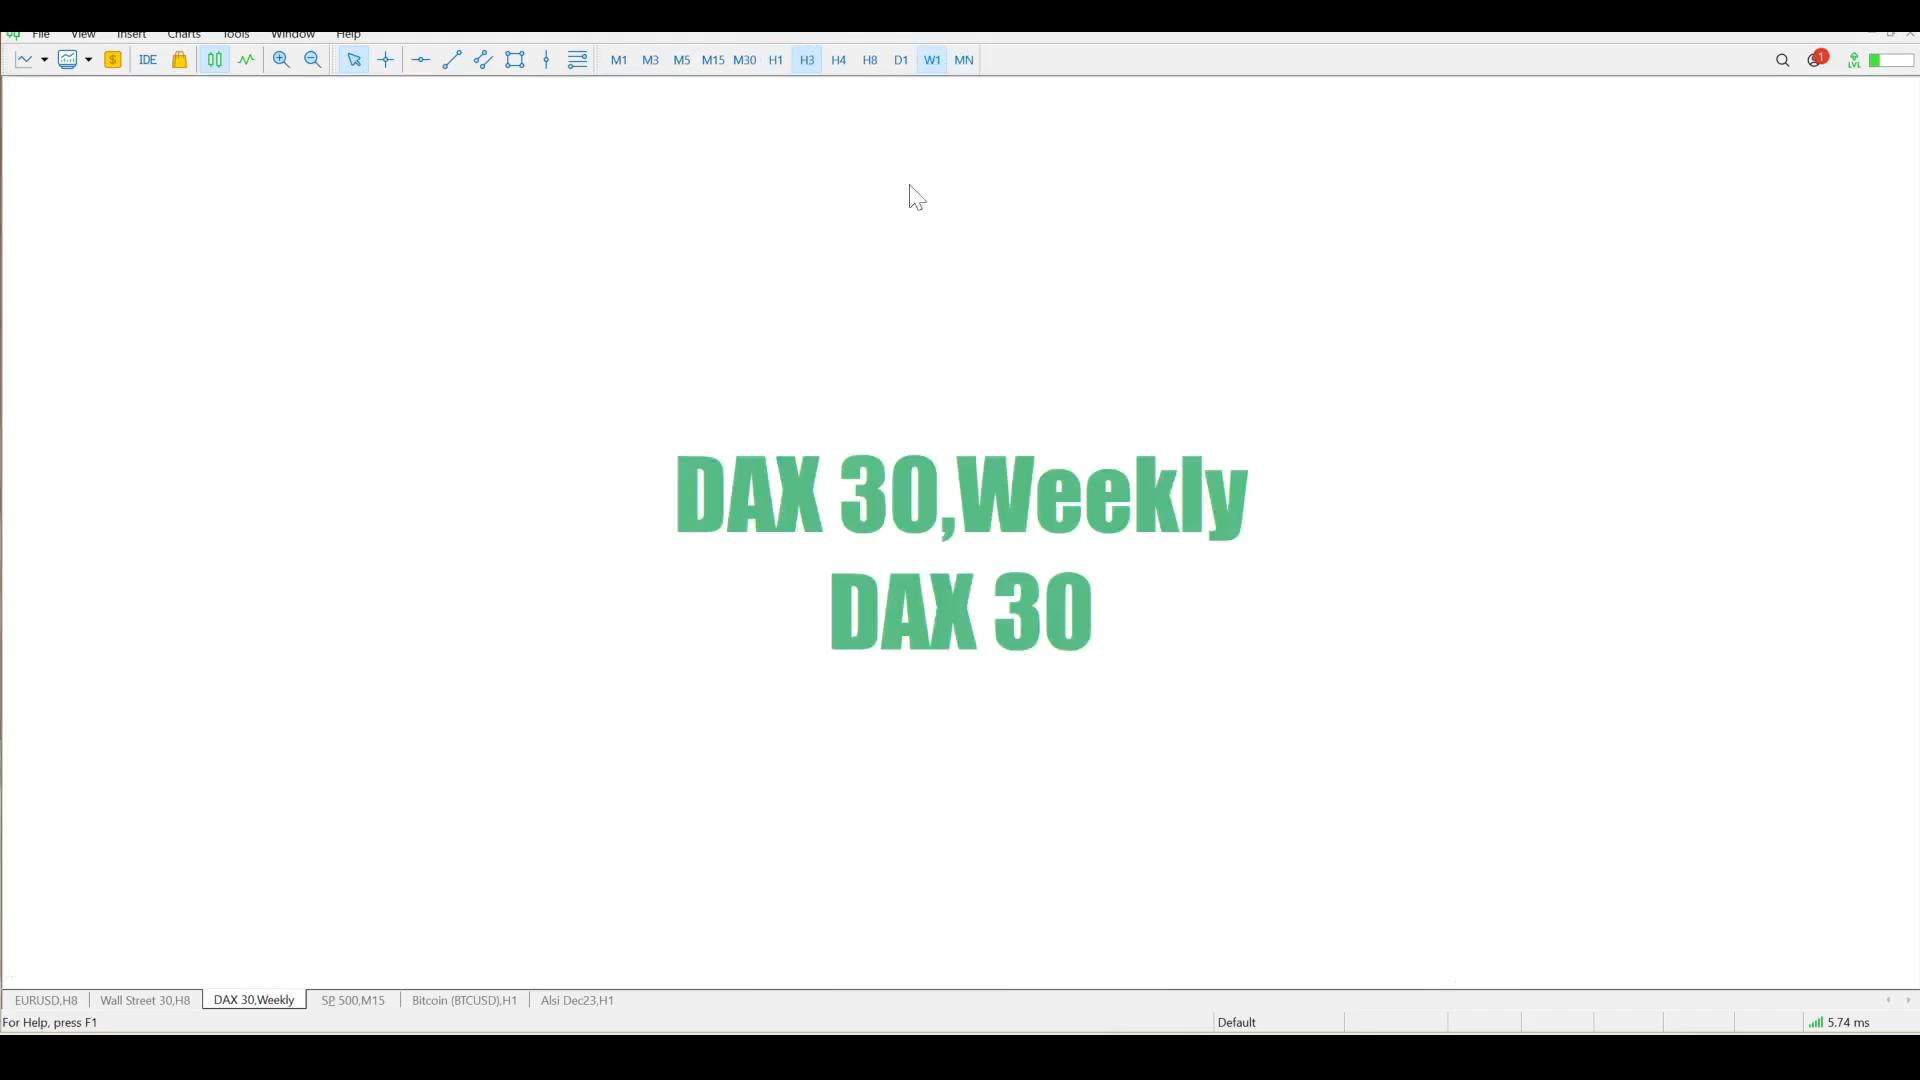 File View Insert Charts Tools Window Help
IDE M1 M3 M5 M15 M30 H1 H3 H4 H8 D1 W1 MN 1 LVL
DAX 30,Weekly
DAX 30
EURUSD,H8 Wall Street 30,H8 DAX 30,Weekly SP 500,M15 Bitcoin (BTCUSD),H1 Alsi Dec23,H1
For Help, press F1 Default 5.74 ms